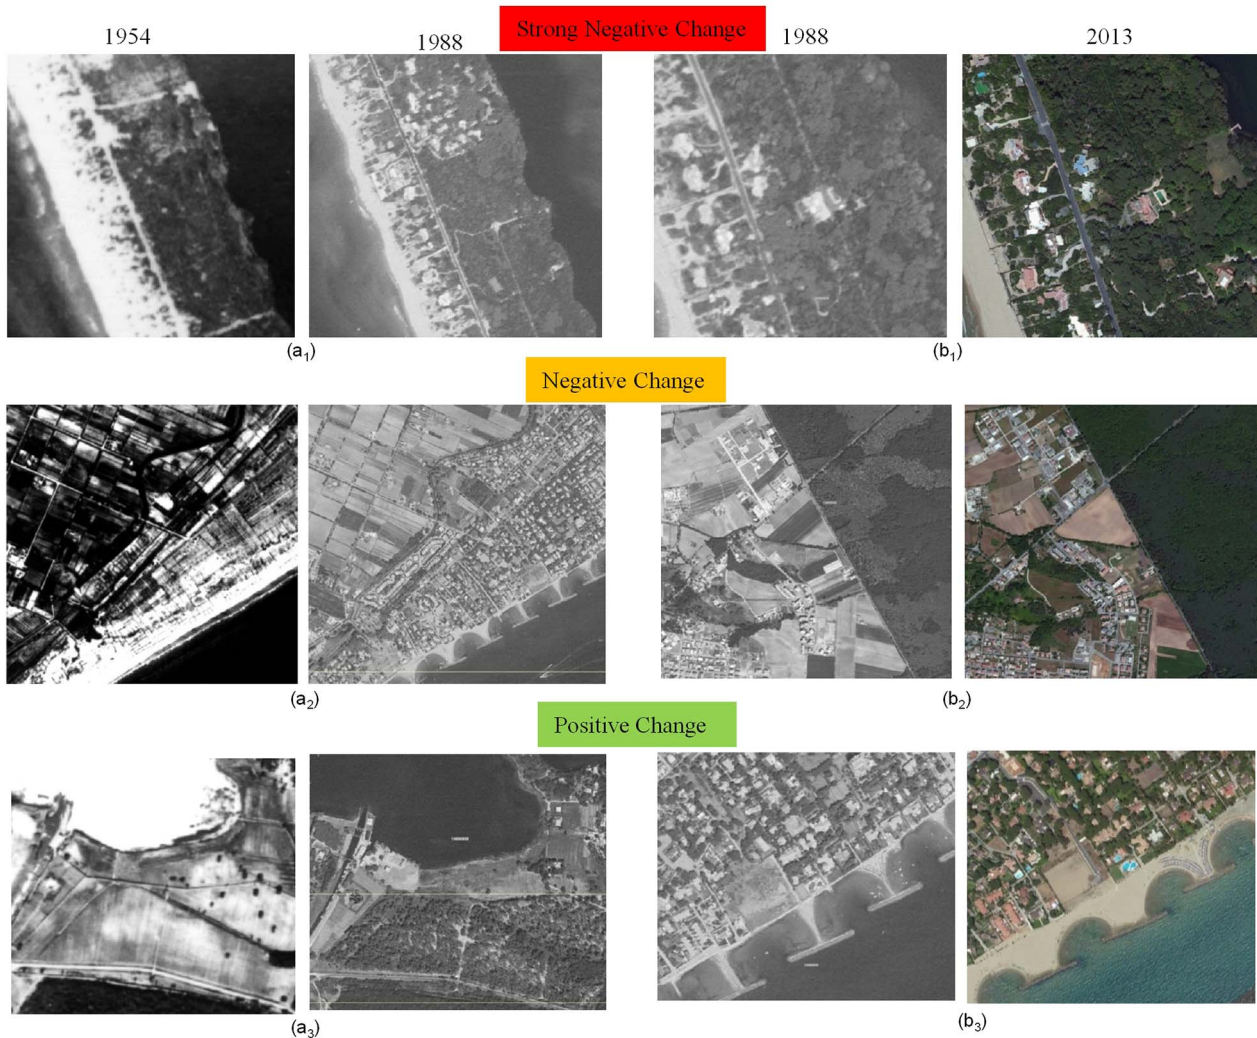 Strong Negative Change
1954
1988
1988
2013
(a1)
(b1)
Negative Change
(a2)
(b2)
Positive Change
(a3)
(b3)